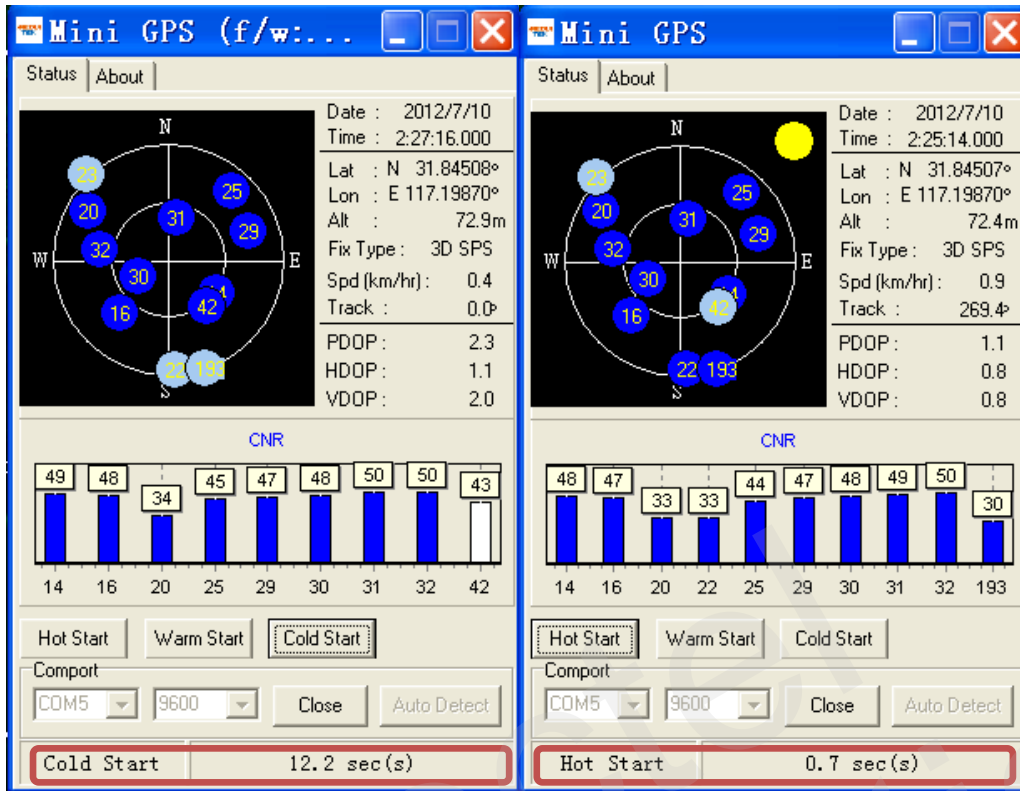 Mini GPS (f/w:...
Status About
N
Date : 2012/7/10
Time : 2:27:16.000
23
25
20
31
29
32
W
E
30
42
16
22 193
S
Lat : N 31.84508°
Lon : E 117.19870°
Alt : 72.9m
Fix Type : 3D SPS
Spd (km/hr) : 0.4
Track : 0.0°
PDOP : 2.3
HDOP : 1.1
VDOP : 2.0
CNR
49 48 34 45 47 48 50 50 43
14 16 20 25 29 30 31 32 42
Hot Start Warm Start Cold Start
Comport
COM5 9600 Close Auto Detect
Cold Start 12.2 sec(s)
Mini GPS
Status About
N
Date : 2012/7/10
Time : 2:25:14.000
23
25
20
31
29
32
W
E
30
42
16
22 193
S
Lat : N 31.84507°
Lon : E 117.19870°
Alt : 72.4m
Fix Type : 3D SPS
Spd (km/hr) : 0.9
Track : 269.4°
PDOP : 1.1
HDOP : 0.8
VDOP : 0.8
CNR
48 47 33 33 44 47 48 49 50 30
14 16 20 22 25 29 30 31 32 193
Hot Start Warm Start Cold Start
Comport
COM5 9600 Close Auto Detect
Hot Start 0.7 sec(s)